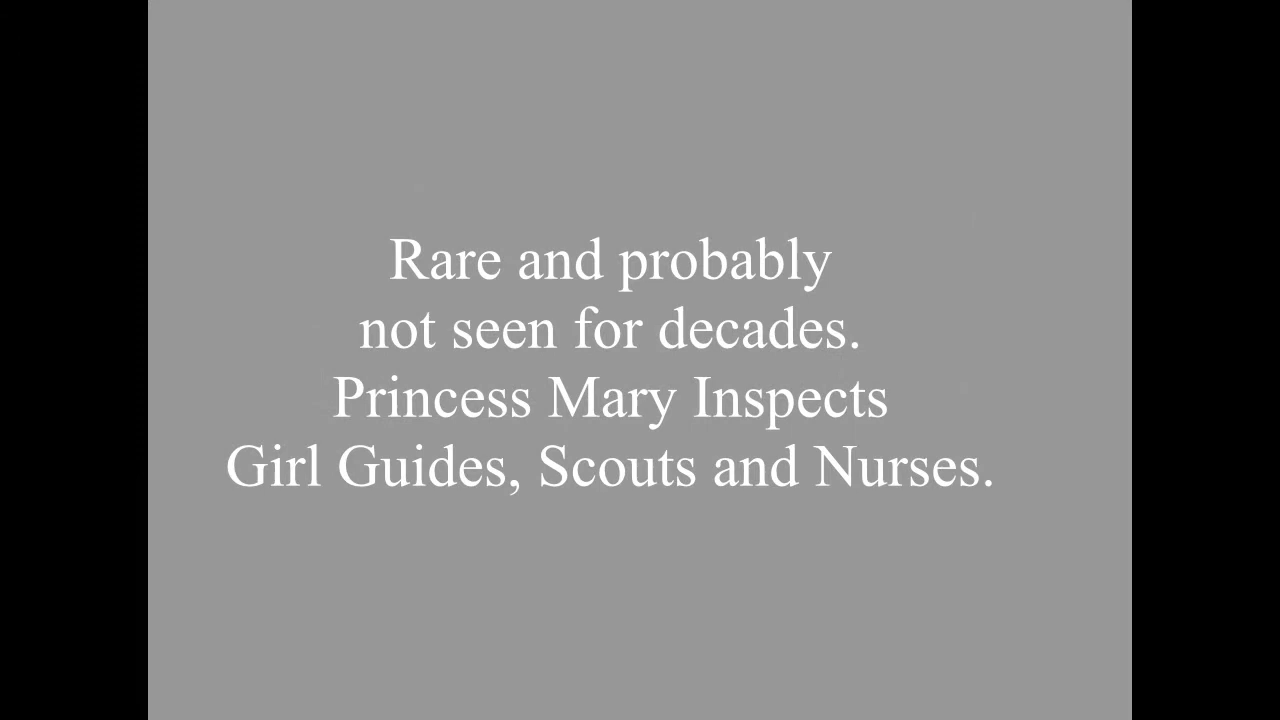 Rare and probably
not seen for decades.
Princess Mary Inspects
Girl Guides, Scouts and Nurses.